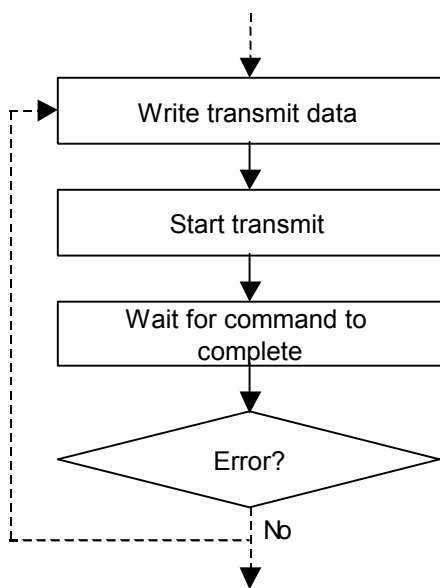 Write transmit data
Start transmit
Wait for command to
complete
Error?
No